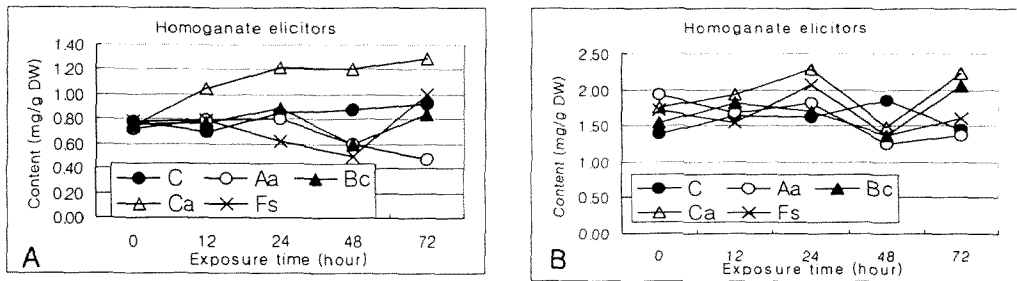 Homoganate elicitors
Content (mg/g DW)
1.40
1.20
1.00
0.80
0.60
0.40
0.20
0.00
C Aa Bc
Ca Fs
0 12 24 48 72
Exposure time (hour)
A
Homoganate elicitors
Content (mg/g DW)
2.50
2.00
1.50
1.00
0.50
0.00
C Aa Bc
Ca Fs
0 12 24 48 72
Exposure time (hour)
B